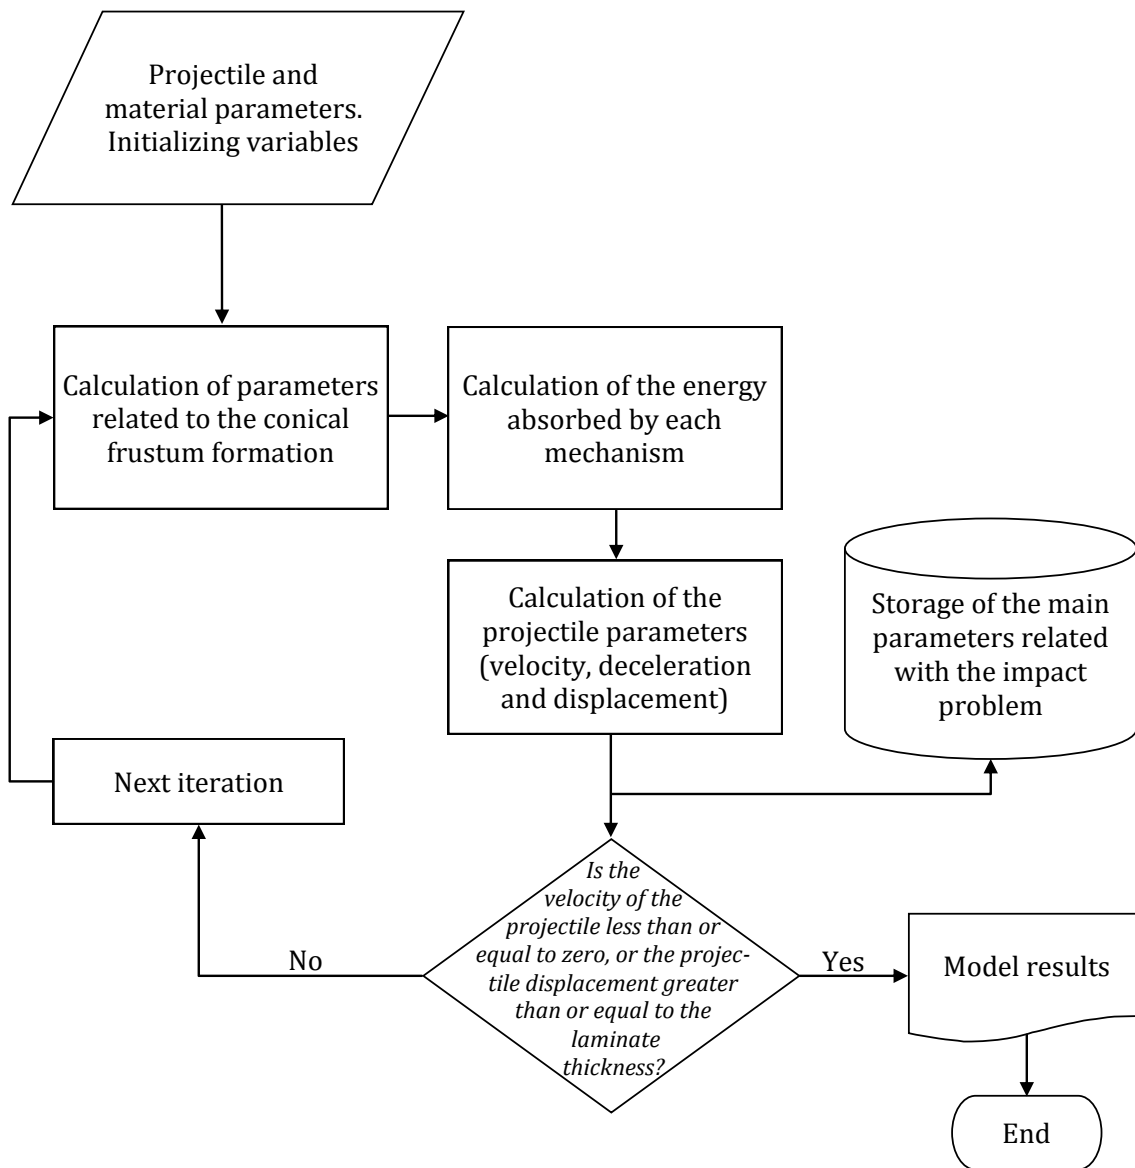 Projectile and
material parameters.
Initializing variables
Calculation of parameters
related to the conical
frustum formation
Calculation of the energy
absorbed by each
mechanism
Calculation of the
projectile parameters
(velocity, deceleration
and displacement)
Storage of the main
parameters related
with the impact
problem
Next iteration
Is the
velocity of the
projectile less than or
equal to zero, or the projec-
tile displacement greater
than or equal to the
laminate
thickness?
No
Yes
Model results
End